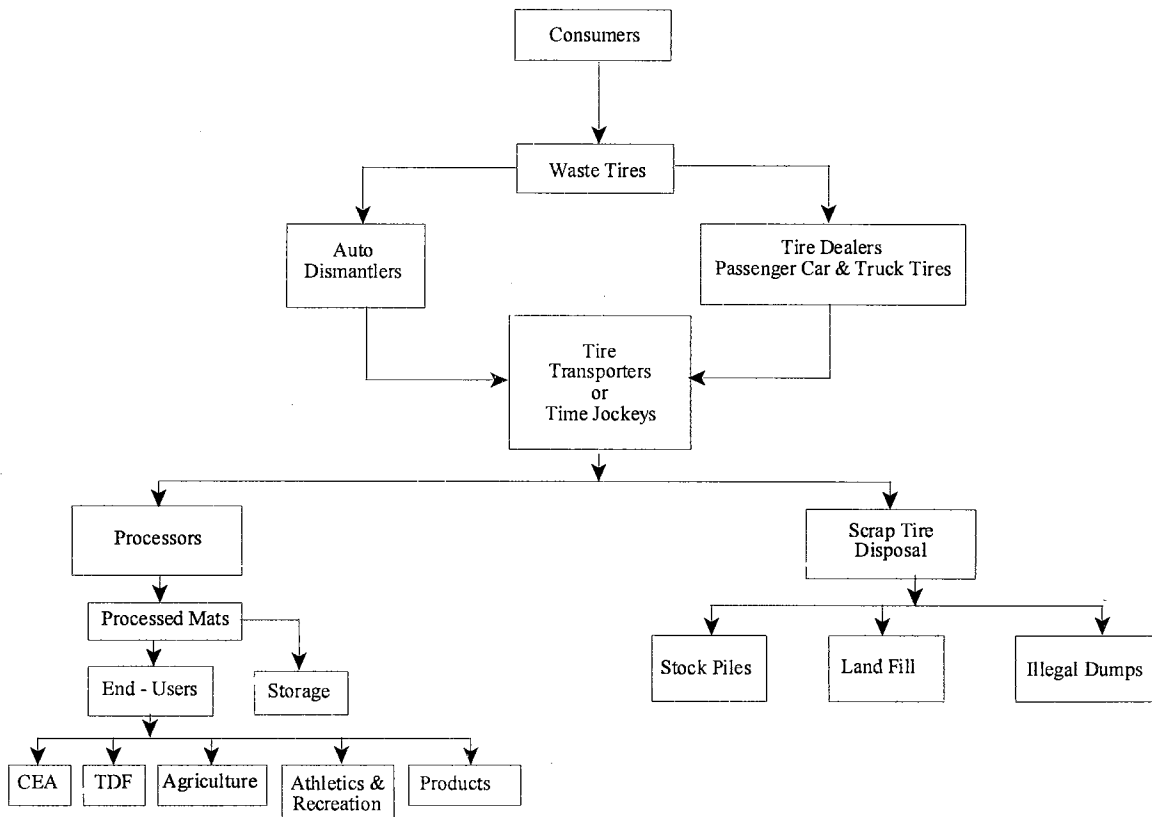 Consumers
Waste Tires
Auto
Dismantlers
Tire Dealers
Passenger Car & Truck Tires
Tire
Transporters
or
Time Jockeys
Processors
Scrap Tire
Disposal
Processed Mats
Stock Piles
Land Fill
Illegal Dumps
End - Users
Storage
CEA
TDF
Agriculture
Athletics &
Recreation
Products